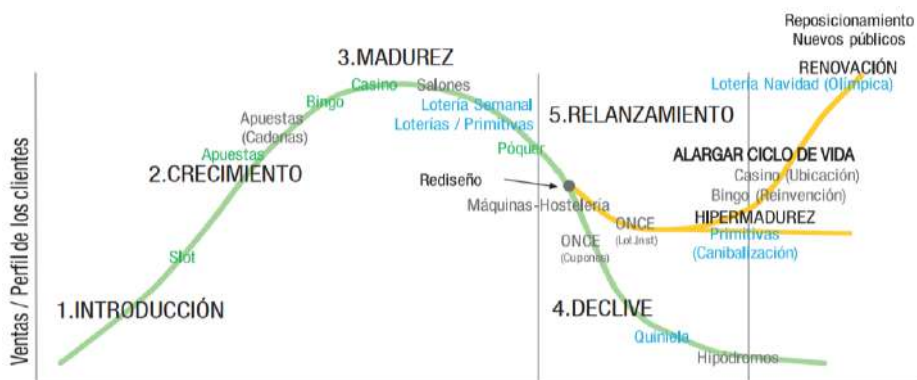 Reposicionamiento
Nuevos públicos
RENOVACIÓN
Lotería Navidad (Olímpica)
3.MADUREZ
Casino
Salones
Bingo
Lotería Semanal
Loterías / Primitivas
Apuestas
(Cadenas)
5.RELANZAMIENTO
Póquer
Apuestas
2.CRECIMIENTO
ALARGAR CICLO DE VIDA
Casino (Ubicación)
Bingo (Reinvención)
Rediseño
Máquinas-Hostelería
HIPERMADUREZ
ONCE
(Lot.Inst)
Primitivas
(Canibalización)
ONCE
(Cupones)
Slot
1.INTRODUCCIÓN
4.DECLIVE
Quiniela
Hipódromos
Ventas / Perfil de los clientes